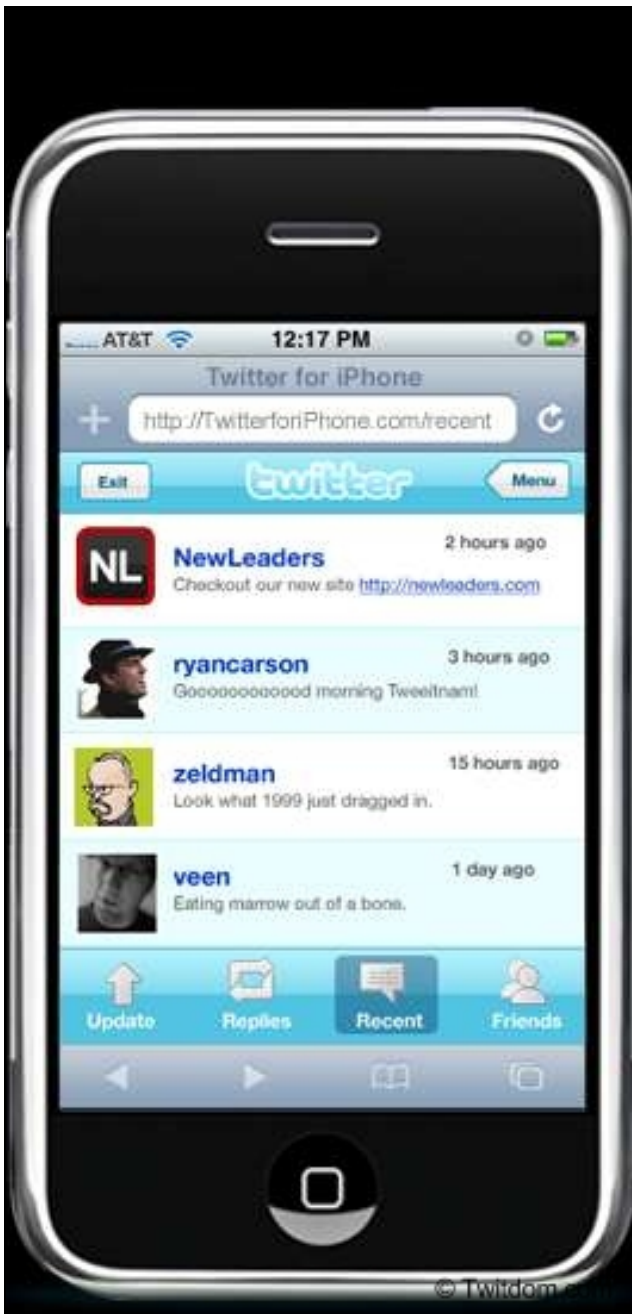 AT&T 12:17 PM
Twitter for iPhone
http://TwitterforiPhone.com/recent
Exit twitter Menu
NL NewLeaders 2 hours ago
Checkout our new site http://newleaders.com
ryancarson 3 hours ago
Gooooooooooood morning Tweeitnam!
zeldman 15 hours ago
Look what 1999 just dragged in.
veen 1 day ago
Eating marrow out of a bone.
Update Replies Recent Friends
© Twitdom.com